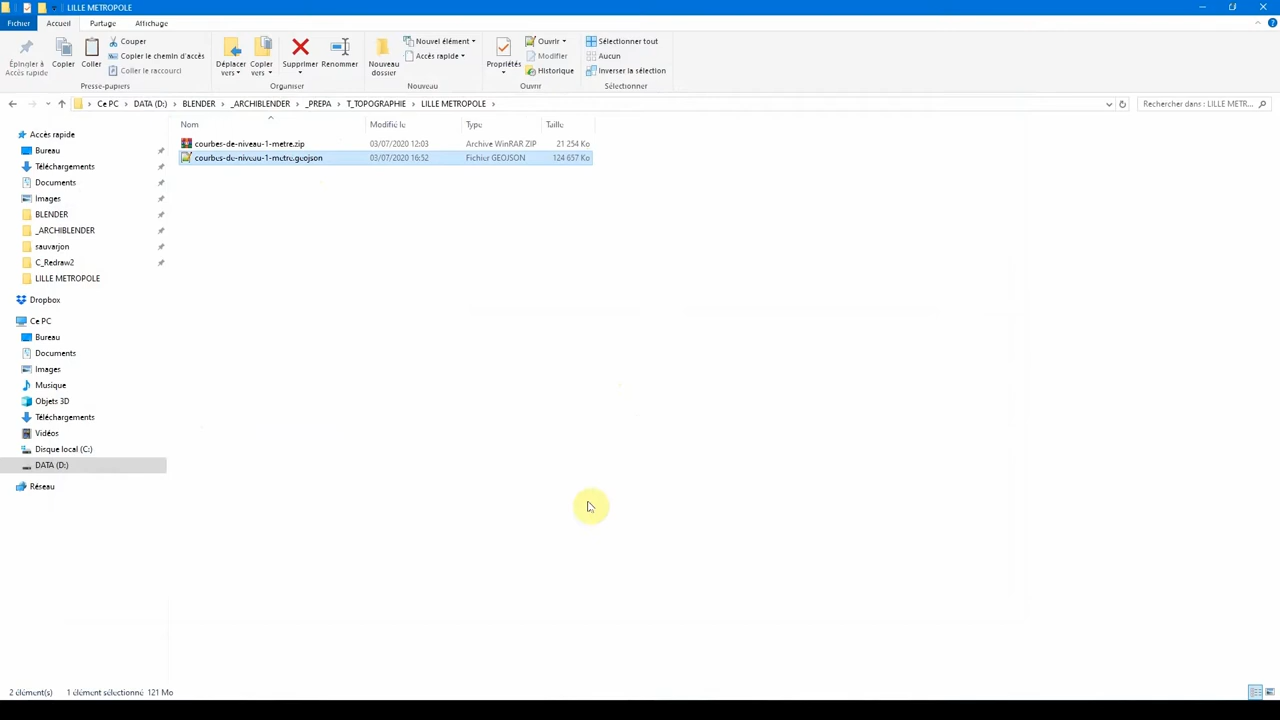 LILLE METROPOLE
Fichier Accueil Partage Affichage
Épingler à Accès rapide
Copier
Coller
Couper
Copier le chemin d'accès
Coller le raccourci
Presse-papiers
Déplacer vers
Copier vers
Supprimer
Renommer
Organiser
Nouveau dossier
Nouvel élément
Accès rapide
Nouveau
Propriétés
Ouvrir
Modifier
Historique
Ouvrir
Sélectionner tout
Aucun
Inverser la sélection
Sélectionner
Ce PC > DATA (D:) > BLENDER > _ARCHIBLENDER > _PREPA > T_TOPOGRAPHIE > LILLE METROPOLE >
Rechercher dans : LILLE METR...
Nom Modifié le Type Taille
courbes-de-niveau-1-metre.zip 03/07/2020 12:03 Archive WinRAR ZIP 21 254 Ko
courbes-de-niveau-1-metre.geojson 03/07/2020 16:52 Fichier GEOJSON 124 657 Ko
Accès rapide
Bureau
Téléchargements
Documents
Images
BLENDER
_ARCHIBLENDER
sauvarjon
C_Redraw2
LILLE METROPOLE
Dropbox
Ce PC
Bureau
Documents
Images
Musique
Objets 3D
Téléchargements
Vidéos
Disque local (C:)
DATA (D:)
Réseau
2 élément(s) 1 élément sélectionné 121 Mo